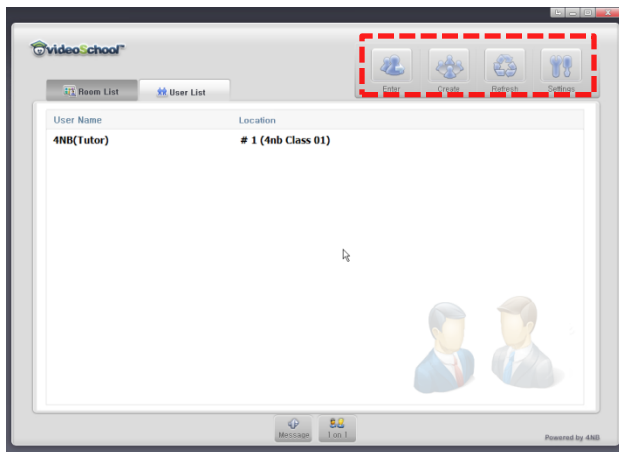 videoSchool™
Enter Create Refresh Settings
Room List User List
User Name Location
4NB(Tutor) # 1 (4nb Class 01)
Message 1 on 1
Powered by 4NB